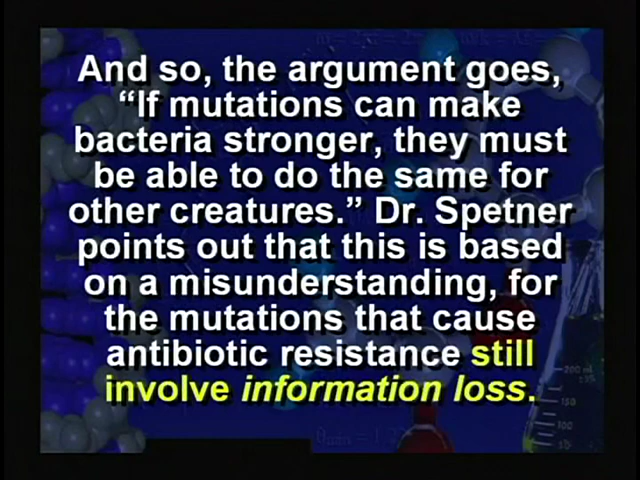 And so, the argument goes,
“If mutations can make
bacteria stronger, they must
be able to do the same for
other creatures.” Dr. Spetner
points out that this is based
on a misunderstanding, for
the mutations that cause
antibiotic resistance still
involve information loss.